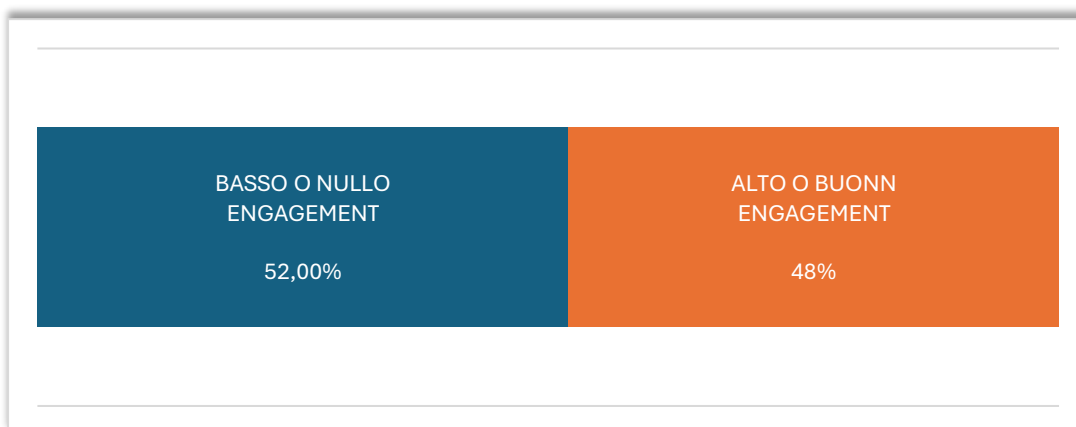 BASSO O NULLO
ENGAGEMENT
52,00%
ALTO O BUONN
ENGAGEMENT
48%